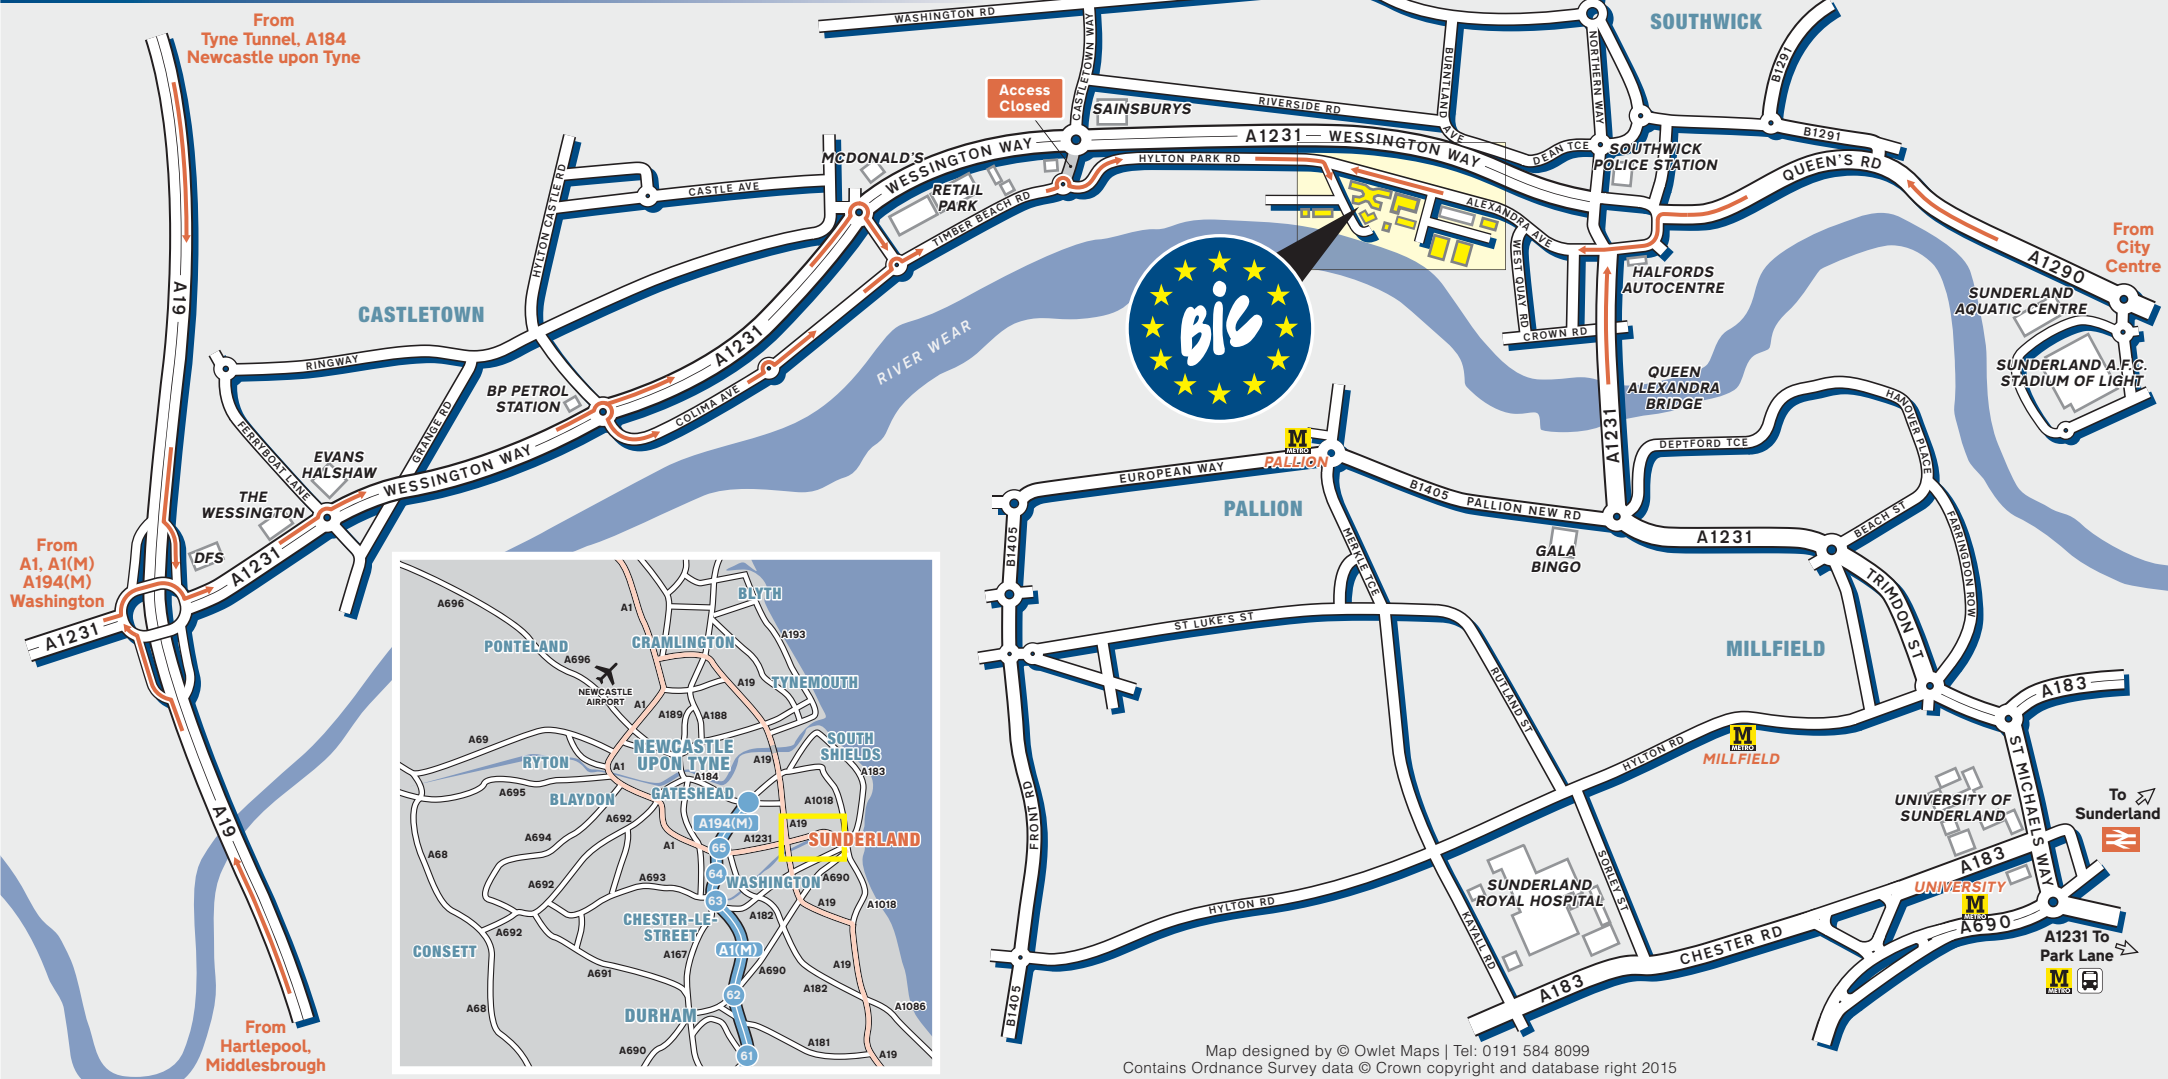 From
Tyne Tunnel, A184
Newcastle upon Tyne
WASHINGTON RD
CASTLETOWN WAY
Access
Closed
SAINSBURYS
RIVERSIDE RD
BURNTLAND AVE
NORTHERN WAY
SOUTHWICK
B1291
B1291
A1231
WESSINGTON WAY
DEAN TCE
SOUTHWICK
POLICE STATION
QUEEN'S RD
MCDONALD'S
WESSINGTON WAY
HYLTON PARK RD
RETAIL
PARK
CASTLE AVE
HYLTON CASTLE RD
TIMBER BEACH RD
ALEXANDRA AVE
WEST QUAY RD
HALFORDS
AUTOCENTRE
CROWN RD
From
City
Centre
A1290
SUNDERLAND
AQUATIC CENTRE
SUNDERLAND A.F.C.
STADIUM OF LIGHT
A19
CASTLETOWN
RINGWAY
BP PETROL
STATION
A1231
COLIMA AVE
RIVER WEAR
BiC
QUEEN
ALEXANDRA
BRIDGE
A1231
FERRYBOAT LANE
GRANGE RD
EVANS
HALSHAW
THE
WESSINGTON
WESSINGTON WAY
DFS
A1231
From
A1, A1(M)
A194(M)
Washington
A1231
A19
From
Hartlepool,
Middlesbrough
M
METRO
PALLION
EUROPEAN WAY
PALLION
B1405
PALLION NEW RD
DEPTFORD TCE
HANOVER PLACE
GALA
BINGO
A1231
BEACH ST
FARRINGDON ROW
TRIMDON ST
B1405
MERKLE TCE
ST LUKE'S ST
RUTLAND ST
MILLFIELD
M
METRO
MILLFIELD
HYLTON RD
A183
ST MICHAELS WAY
UNIVERSITY OF
SUNDERLAND
To
Sunderland
A183
UNIVERSITY
M
METRO
A690
A1231 To
Park Lane
M
METRO
FRONT RD
HYLTON RD
SUNDERLAND
ROYAL HOSPITAL
SORLEY ST
KAYALL RD
CHESTER RD
A183
B1405
A696
A1
BLYTH
A193
PONTELAND
CRAMLINGTON
A696
NEWCASTLE
AIRPORT
A19
TYNEMOUTH
A1
A189
A188
A69
NEWCASTLE
UPON TYNE
SOUTH
SHIELDS
RYTON
A1
A19
A184
A183
A695
BLAYDON
GATESHEAD
A1018
A692
A194(M)
A19
A694
A1
65
A1231
SUNDERLAND
A68
64
WASHINGTON
A690
A692
A693
63
A19
A1018
CHESTER-LE-
STREET
A182
A692
CONSETT
A167
A1(M)
A691
A690
A19
A182
62
A68
DURHAM
A1086
A690
A181
61
A19
Map designed by © Owlet Maps | Tel: 0191 584 8099
Contains Ordnance Survey data © Crown copyright and database right 2015